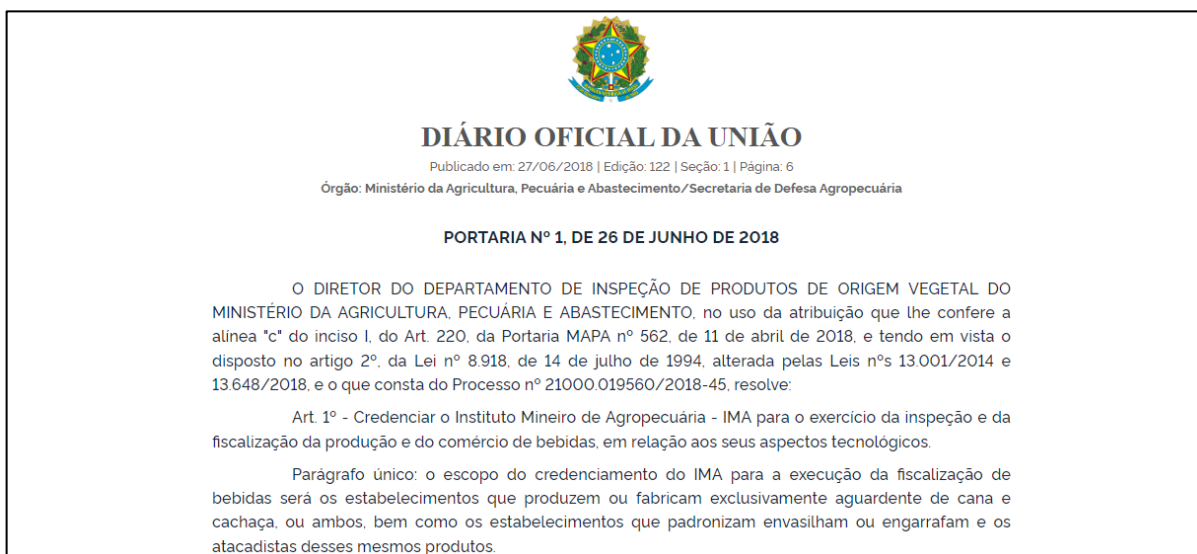 DIÁRIO OFICIAL DA UNIÃO
Publicado em: 27/06/2018 | Edição: 122 | Seção: 1 | Página: 6
Órgão: Ministério da Agricultura, Pecuária e Abastecimento/Secretaria de Defesa Agropecuária
PORTARIA Nº 1, DE 26 DE JUNHO DE 2018
O DIRETOR DO DEPARTAMENTO DE INSPEÇÃO DE PRODUTOS DE ORIGEM VEGETAL DO
MINISTÉRIO DA AGRICULTURA, PECUÁRIA E ABASTECIMENTO, no uso da atribuição que lhe confere a
alínea "c" do inciso I, do Art. 220, da Portaria MAPA nº 562, de 11 de abril de 2018, e tendo em vista o
disposto no artigo 2º, da Lei nº 8.918, de 14 de julho de 1994, alterada pelas Leis nºs 13.001/2014 e
13.648/2018, e o que consta do Processo nº 21000.019560/2018-45, resolve:
Art. 1º - Credenciar o Instituto Mineiro de Agropecuária - IMA para o exercício da inspeção e da
fiscalização da produção e do comércio de bebidas, em relação aos seus aspectos tecnológicos.
Parágrafo único: o escopo do credenciamento do IMA para a execução da fiscalização de
bebidas será os estabelecimentos que produzem ou fabricam exclusivamente aguardente de cana e
cachaça, ou ambos, bem como os estabelecimentos que padronizam envasilham ou engarrafam e os
atacadistas desses mesmos produtos.